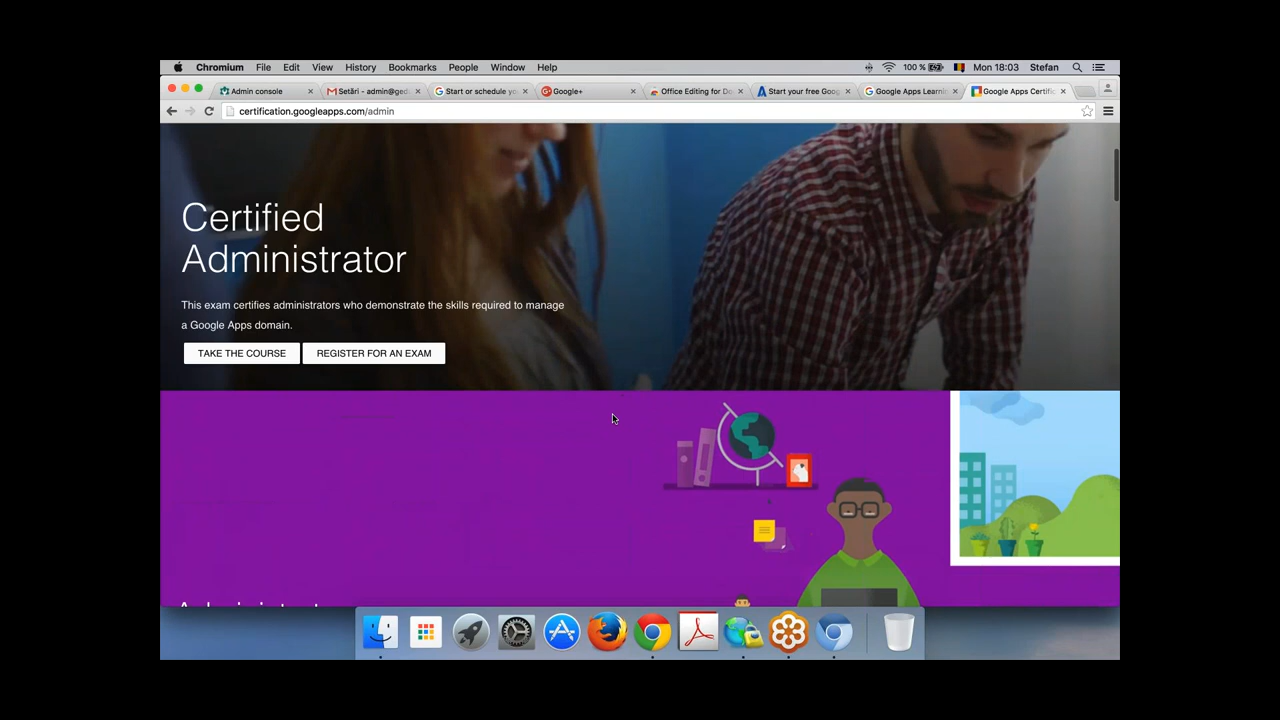 Chromium File Edit View History Bookmarks People Window Help 100 % Mon 18:03 Stefan
Admin console Setări - admin@ged Start or schedule yo Google+ Office Editing for Do Start your free Goog Google Apps Learnin Google Apps Certific
certification.googleapps.com/admin
Certified
Administrator
This exam certifies administrators who demonstrate the skills required to manage
a Google Apps domain.
TAKE THE COURSE REGISTER FOR AN EXAM